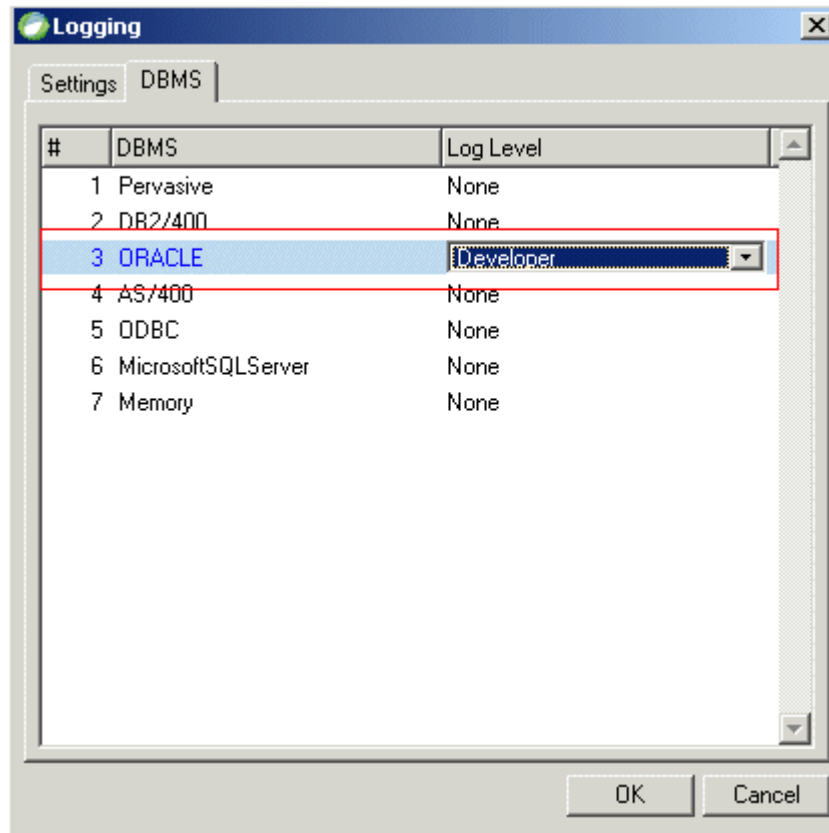 Logging
Settings DBMS
# DBMS Log Level
1 Pervasive None
2 DB2/400 None
3 ORACLE Developer
4 AS/400 None
5 ODBC None
6 MicrosoftSQLServer None
7 Memory None
OK Cancel